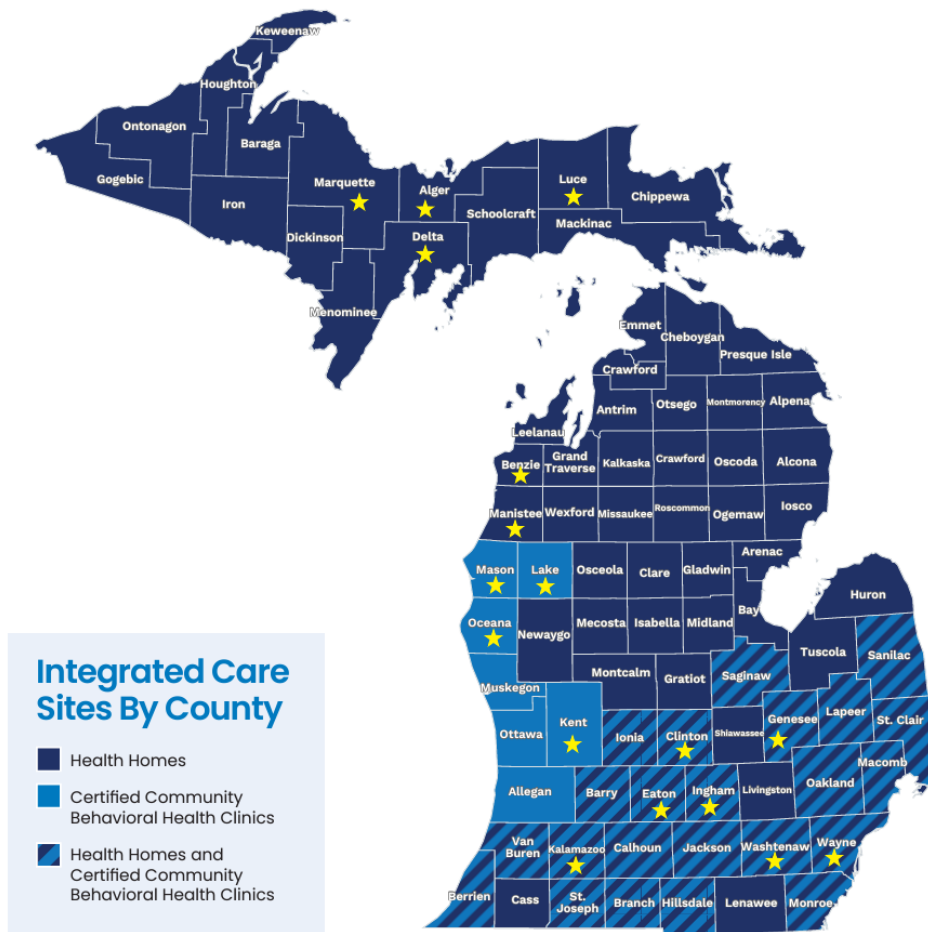 Keweenaw
Houghton
Ontonagon
Baraga
Gogebic
Marquette
Alger
Luce
Chippewa
Iron
Schoolcraft
Mackinac
Dickinson
Delta
Menominee
Emmet
Cheboygan
Presque Isle
Crawford
Antrim
Otsego
Montmorency
Alpena
Leelanau
Benzie
Grand
Traverse
Kalkaska
Crawford
Oscoda
Alcona
Manistee
Wexford
Missaukee
Roscommon
Ogemaw
Iosco
Mason
Lake
Osceola
Clare
Gladwin
Arenac
Huron
Oceana
Newaygo
Mecosta
Isabella
Midland
Bay
Tuscola
Sanilac
Muskegon
Montcalm
Gratiot
Saginaw
Ottawa
Kent
Ionia
Clinton
Shiawassee
Genesee
Lapeer
St. Clair
Allegan
Barry
Eaton
Ingham
Livingston
Oakland
Macomb
Van
Buren
Kalamazoo
Calhoun
Jackson
Washtenaw
Wayne
Berrien
Cass
St.
Joseph
Branch
Hillsdale
Lenawee
Monroe
Integrated Care
Sites By County
Health Homes
Certified Community
Behavioral Health Clinics
Health Homes and
Certified Community
Behavioral Health Clinics